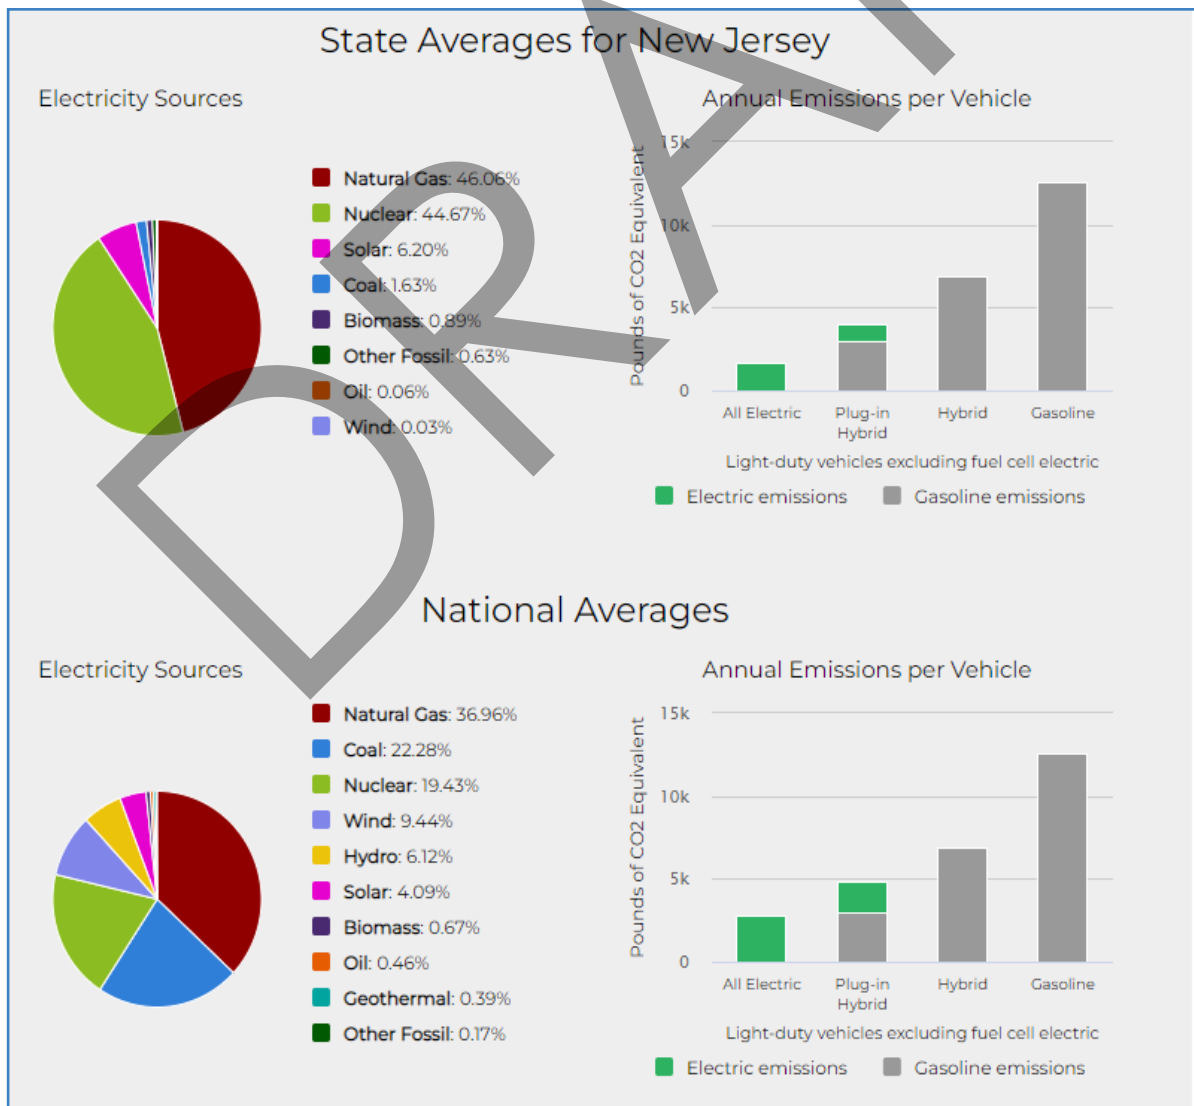 State Averages for New Jersey
Electricity Sources
Natural Gas: 46.06%
Nuclear: 44.67%
Solar: 6.20%
Coal: 1.63%
Biomass: 0.89%
Other Fossil: 0.63%
Oil: 0.06%
Wind: 0.03%
Annual Emissions per Vehicle
Pounds of CO2 Equivalent
15k
10k
5k
0
All Electric
Plug-in
Hybrid
Hybrid
Gasoline
Light-duty vehicles excluding fuel cell electric
Electric emissions
Gasoline emissions
National Averages
Electricity Sources
Natural Gas: 36.96%
Coal: 22.28%
Nuclear: 19.43%
Wind: 9.44%
Hydro: 6.12%
Solar: 4.09%
Biomass: 0.67%
Oil: 0.46%
Geothermal: 0.39%
Other Fossil: 0.17%
Annual Emissions per Vehicle
Pounds of CO2 Equivalent
15k
10k
5k
0
All Electric
Plug-in
Hybrid
Hybrid
Gasoline
Light-duty vehicles excluding fuel cell electric
Electric emissions
Gasoline emissions